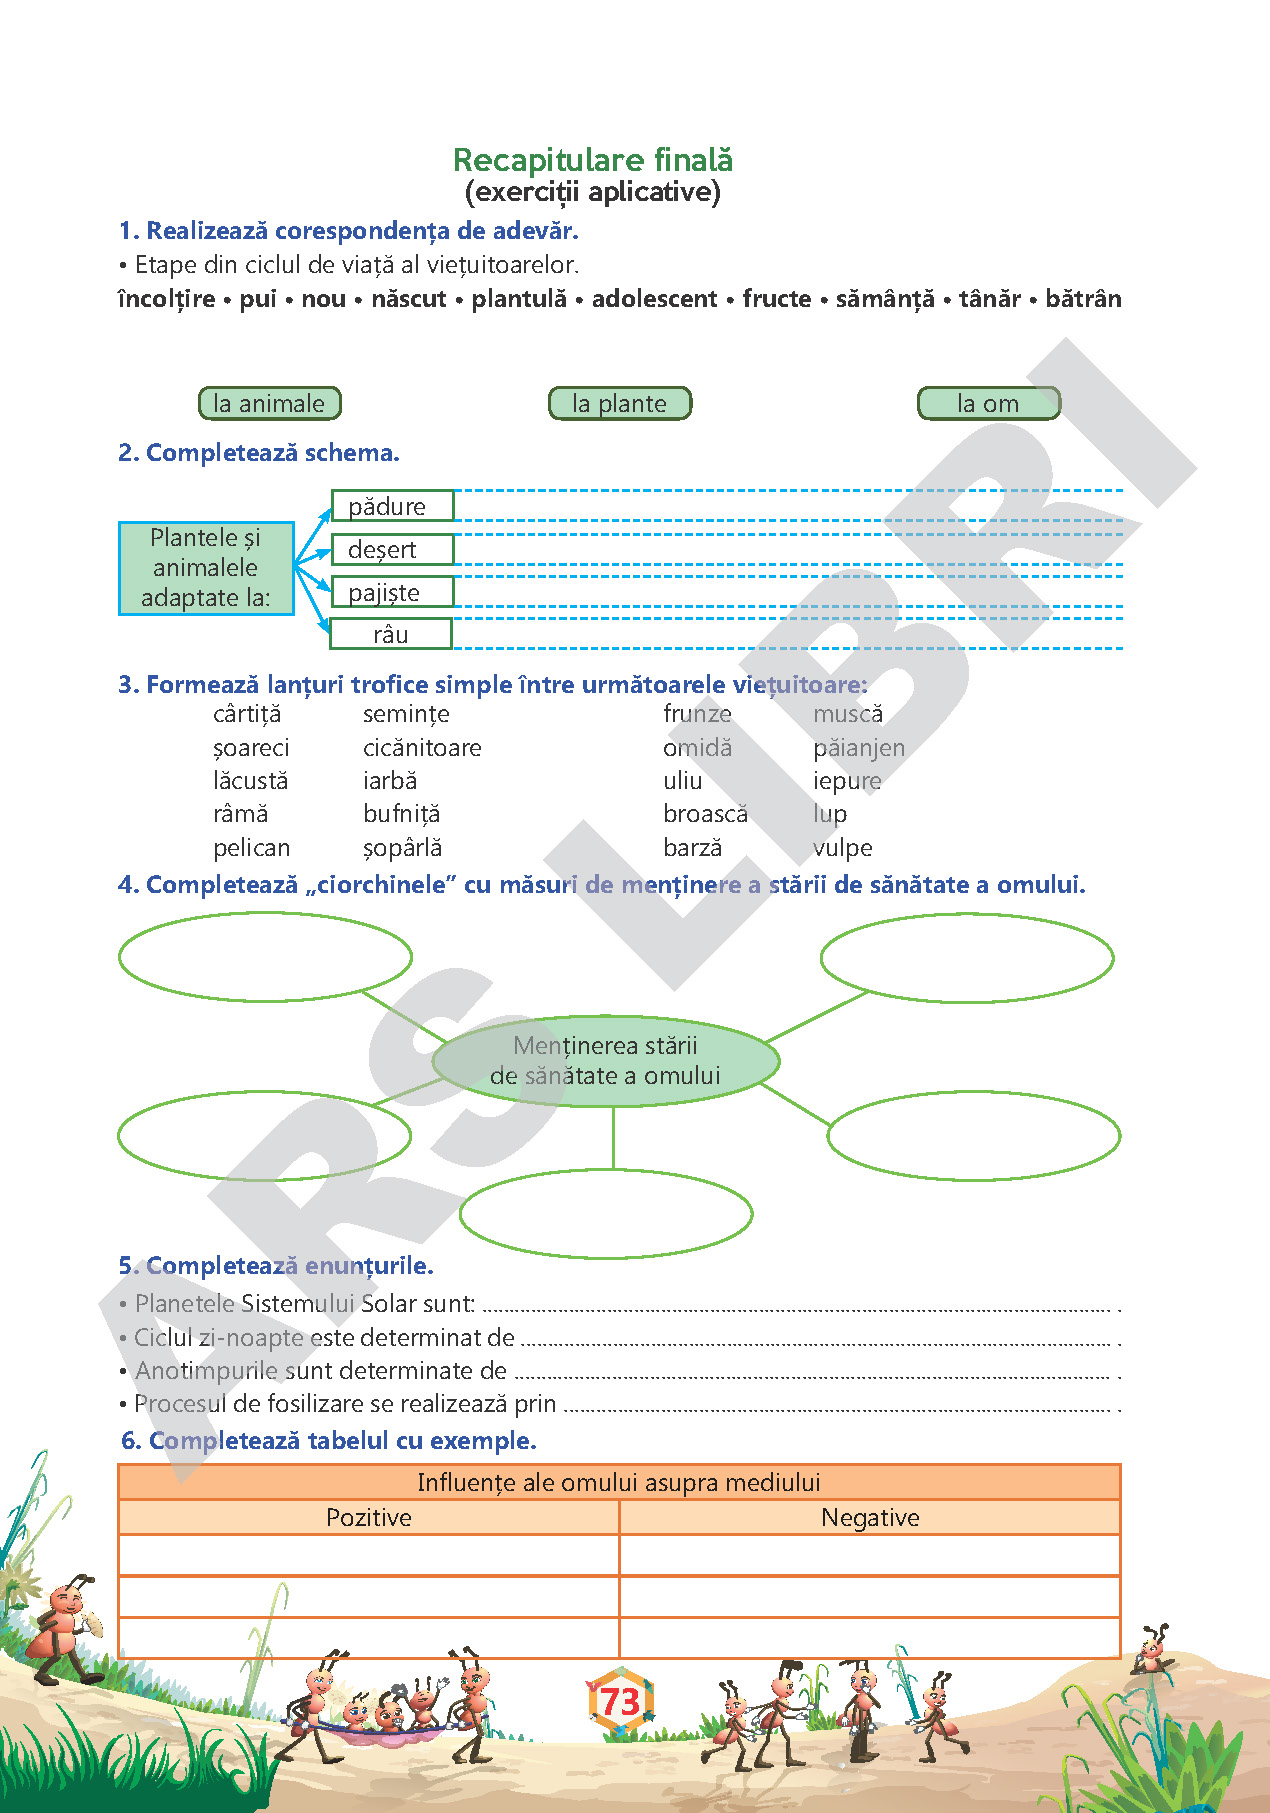 Recapitulare finală
(exerciții aplicative)
1. Realizează corespondența de adevăr.
• Etape din ciclul de viață al viețuitoarelor.
încolțire • pui • nou • născut • plantulă • adolescent • fructe • sămânță • tânăr • bătrân
la animale la plante la om
2. Completează schema.
Plantele și
animalele
adaptate la:
pădure
deșert
pajiște
râu
3. Formează lanțuri trofice simple între următoarele viețuitoare:
cârtiță semințe frunze muscă
șoareci cicănitoare omidă păianjen
lăcustă iarbă uliu iepure
râmă bufniță broască lup
pelican șopârlă barză vulpe
4. Completează „ciorchinele” cu măsuri de menținere a stării de sănătate a omului.
Menținerea stării
de sănătate a omului
5. Completează enunțurile.
• Planetele Sistemului Solar sunt: .................... .
• Ciclul zi-noapte este determinat de .................... .
• Anotimpurile sunt determinate de .................... .
• Procesul de fosilizare se realizează prin .................... .
6. Completează tabelul cu exemple.
Influențe ale omului asupra mediului
Pozitive Negative
73
ARS LIBRI